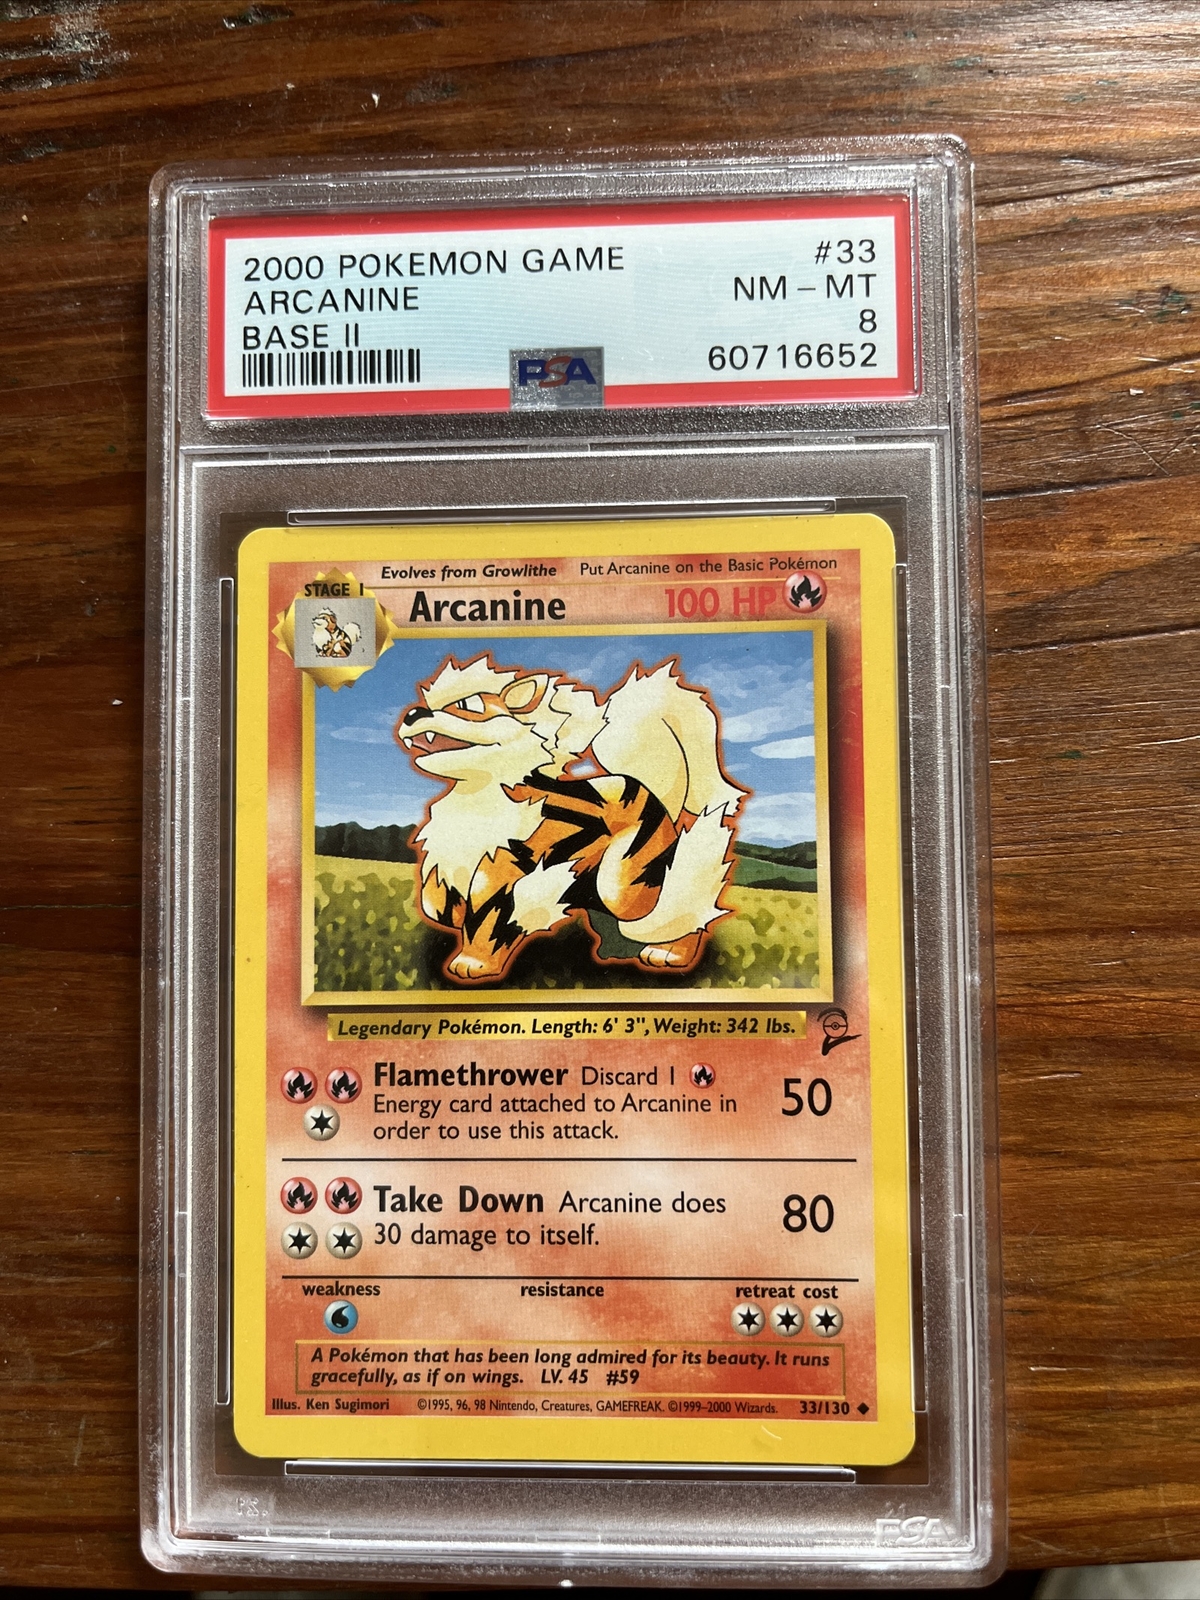 2000 POKEMON GAME #33
ARCANINE NM - MT
BASE II 8
60716652
PSA
Evolves from Growlithe Put Arcanine on the Basic Pokémon
STAGE 1
Arcanine 100 HP
Legendary Pokémon. Length: 6' 3", Weight: 342 lbs.
Flamethrower Discard 1
Energy card attached to Arcanine in
order to use this attack.
50
Take Down Arcanine does
30 damage to itself.
80
weakness resistance retreat cost
A Pokémon that has been long admired for its beauty. It runs
gracefully, as if on wings. LV. 45 #59
Illus. Ken Sugimori ©1995, 96, 98 Nintendo, Creatures, GAMEFREAK. ©1999-2000 Wizards. 33/130
PSA